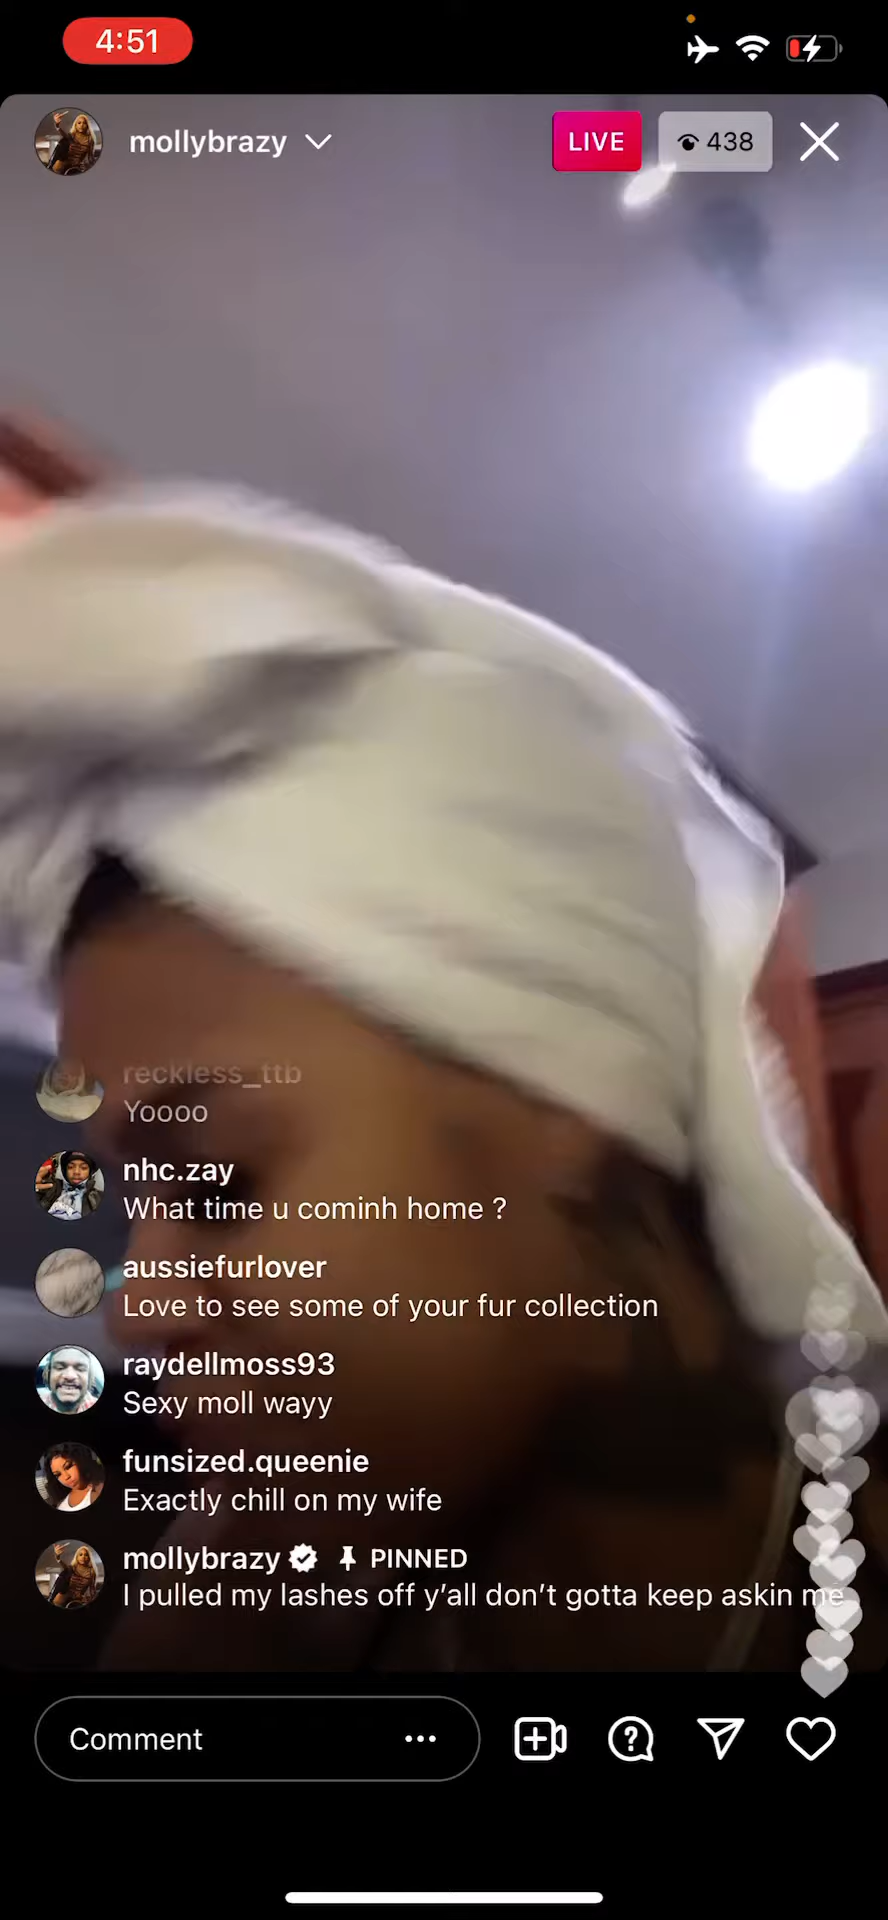 4:51
mollybrazy
LIVE
438
reckless_ttb
Yoooo
nhc.zay
What time u cominh home ?
aussiefurlover
Love to see some of your fur collection
raydellmoss93
Sexy moll wayy
funsized.queenie
Exactly chill on my wife
mollybrazy PINNED
I pulled my lashes off y'all don't gotta keep askin me
Comment